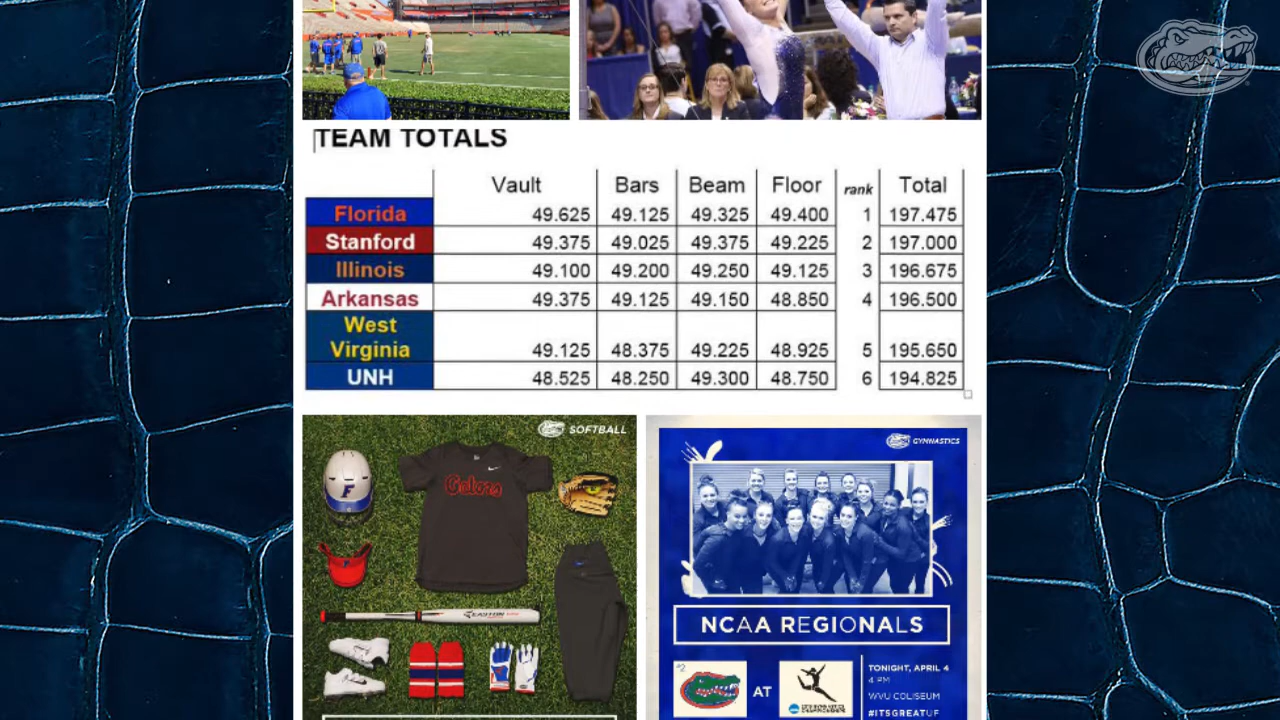 TEAM TOTALS
Vault Bars Beam Floor rank Total
Florida 49.625 49.125 49.325 49.400 1 197.475
Stanford 49.375 49.025 49.375 49.225 2 197.000
Illinois 49.100 49.200 49.250 49.125 3 196.675
Arkansas 49.375 49.125 49.150 48.850 4 196.500
West
Virginia 49.125 48.375 49.225 48.925 5 195.650
UNH 48.525 48.250 49.300 48.750 6 194.825
SOFTBALL
F
Gators
EASTON
GYMNASTICS
NCAA REGIONALS
#2
AT
TONIGHT, APRIL 4
4 PM
WVU COLISEUM
#ITSGREATUF